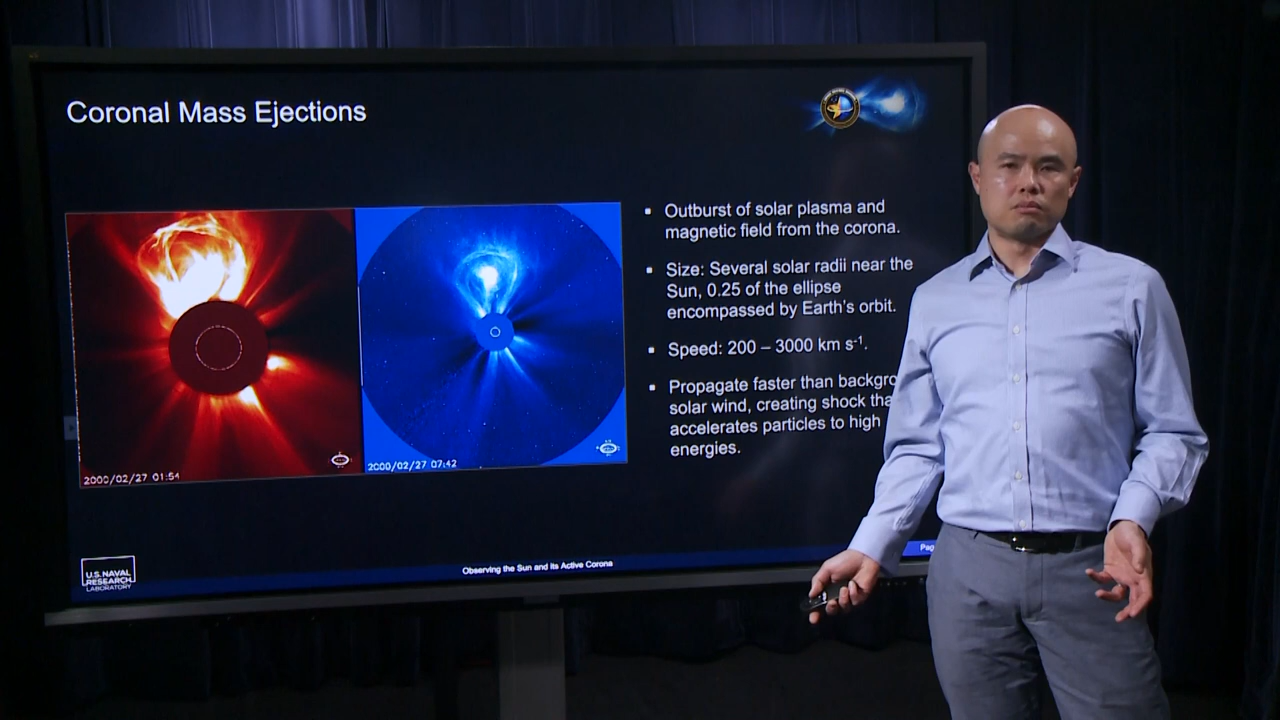 Coronal Mass Ejections
▪ Outburst of solar plasma and
magnetic field from the corona.
▪ Size: Several solar radii near the
Sun, 0.25 of the ellipse
encompassed by Earth's orbit.
▪ Speed: 200 – 3000 km s-1.
▪ Propagate faster than backgro
solar wind, creating shock tha
accelerates particles to high
energies.
2000/02/27 01:54
2000/02/27 07:42
U.S. NAVAL
RESEARCH
LABORATORY
Observing the Sun and its Active Corona
Pag